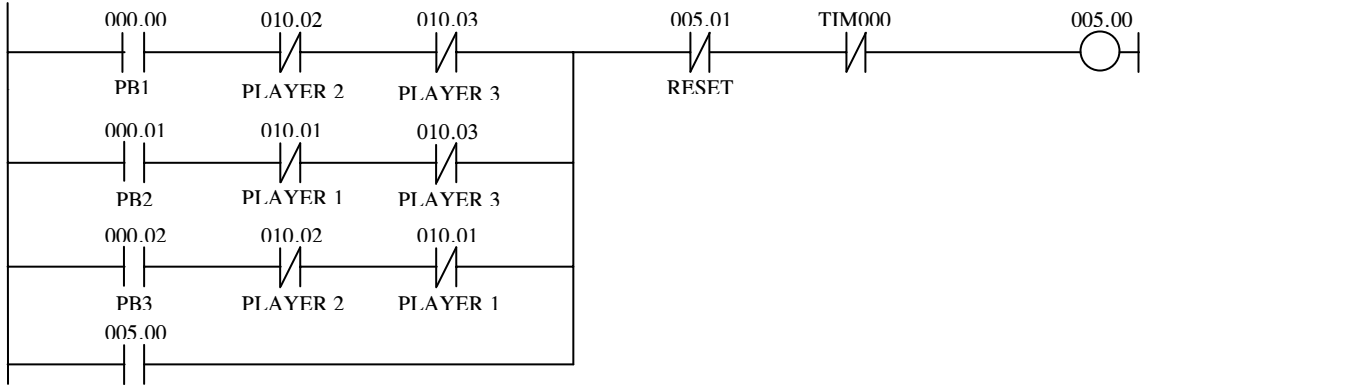 000.00 010.02 010.03 005.01 TIM000 005.00
PB1 PLAYER 2 PLAYER 3 RESET
000.01 010.01 010.03
PB2 PLAYER 1 PLAYER 3
000.02 010.02 010.01
PB3 PLAYER 2 PLAYER 1
005.00